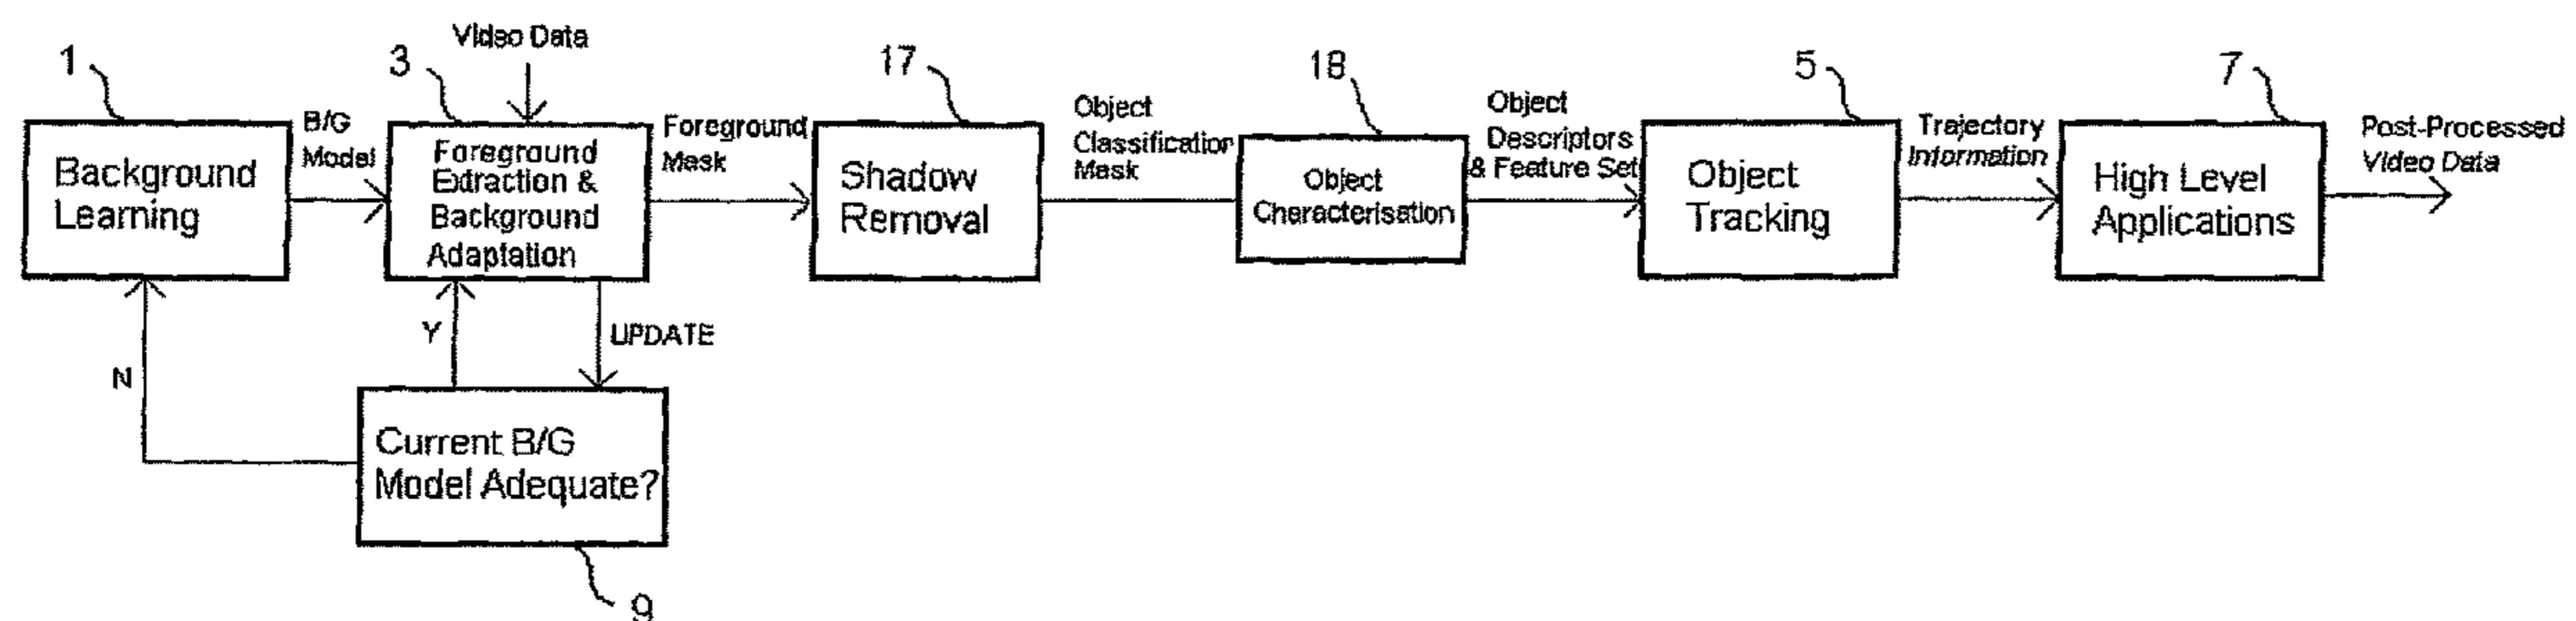 Video Data
1
3
17
18
5
7
B/G
Model
Foreground
Mask
Object
Classification
Mask
Object
Descriptors
& Feature Set
Trajectory
Information
Post-Processed
Video Data
Background
Learning
Foreground
Extraction &
Background
Adaptation
Shadow
Removal
Object
Characterisation
Object
Tracking
High Level
Applications
N
Y
UPDATE
Current B/G
Model Adequate?
9